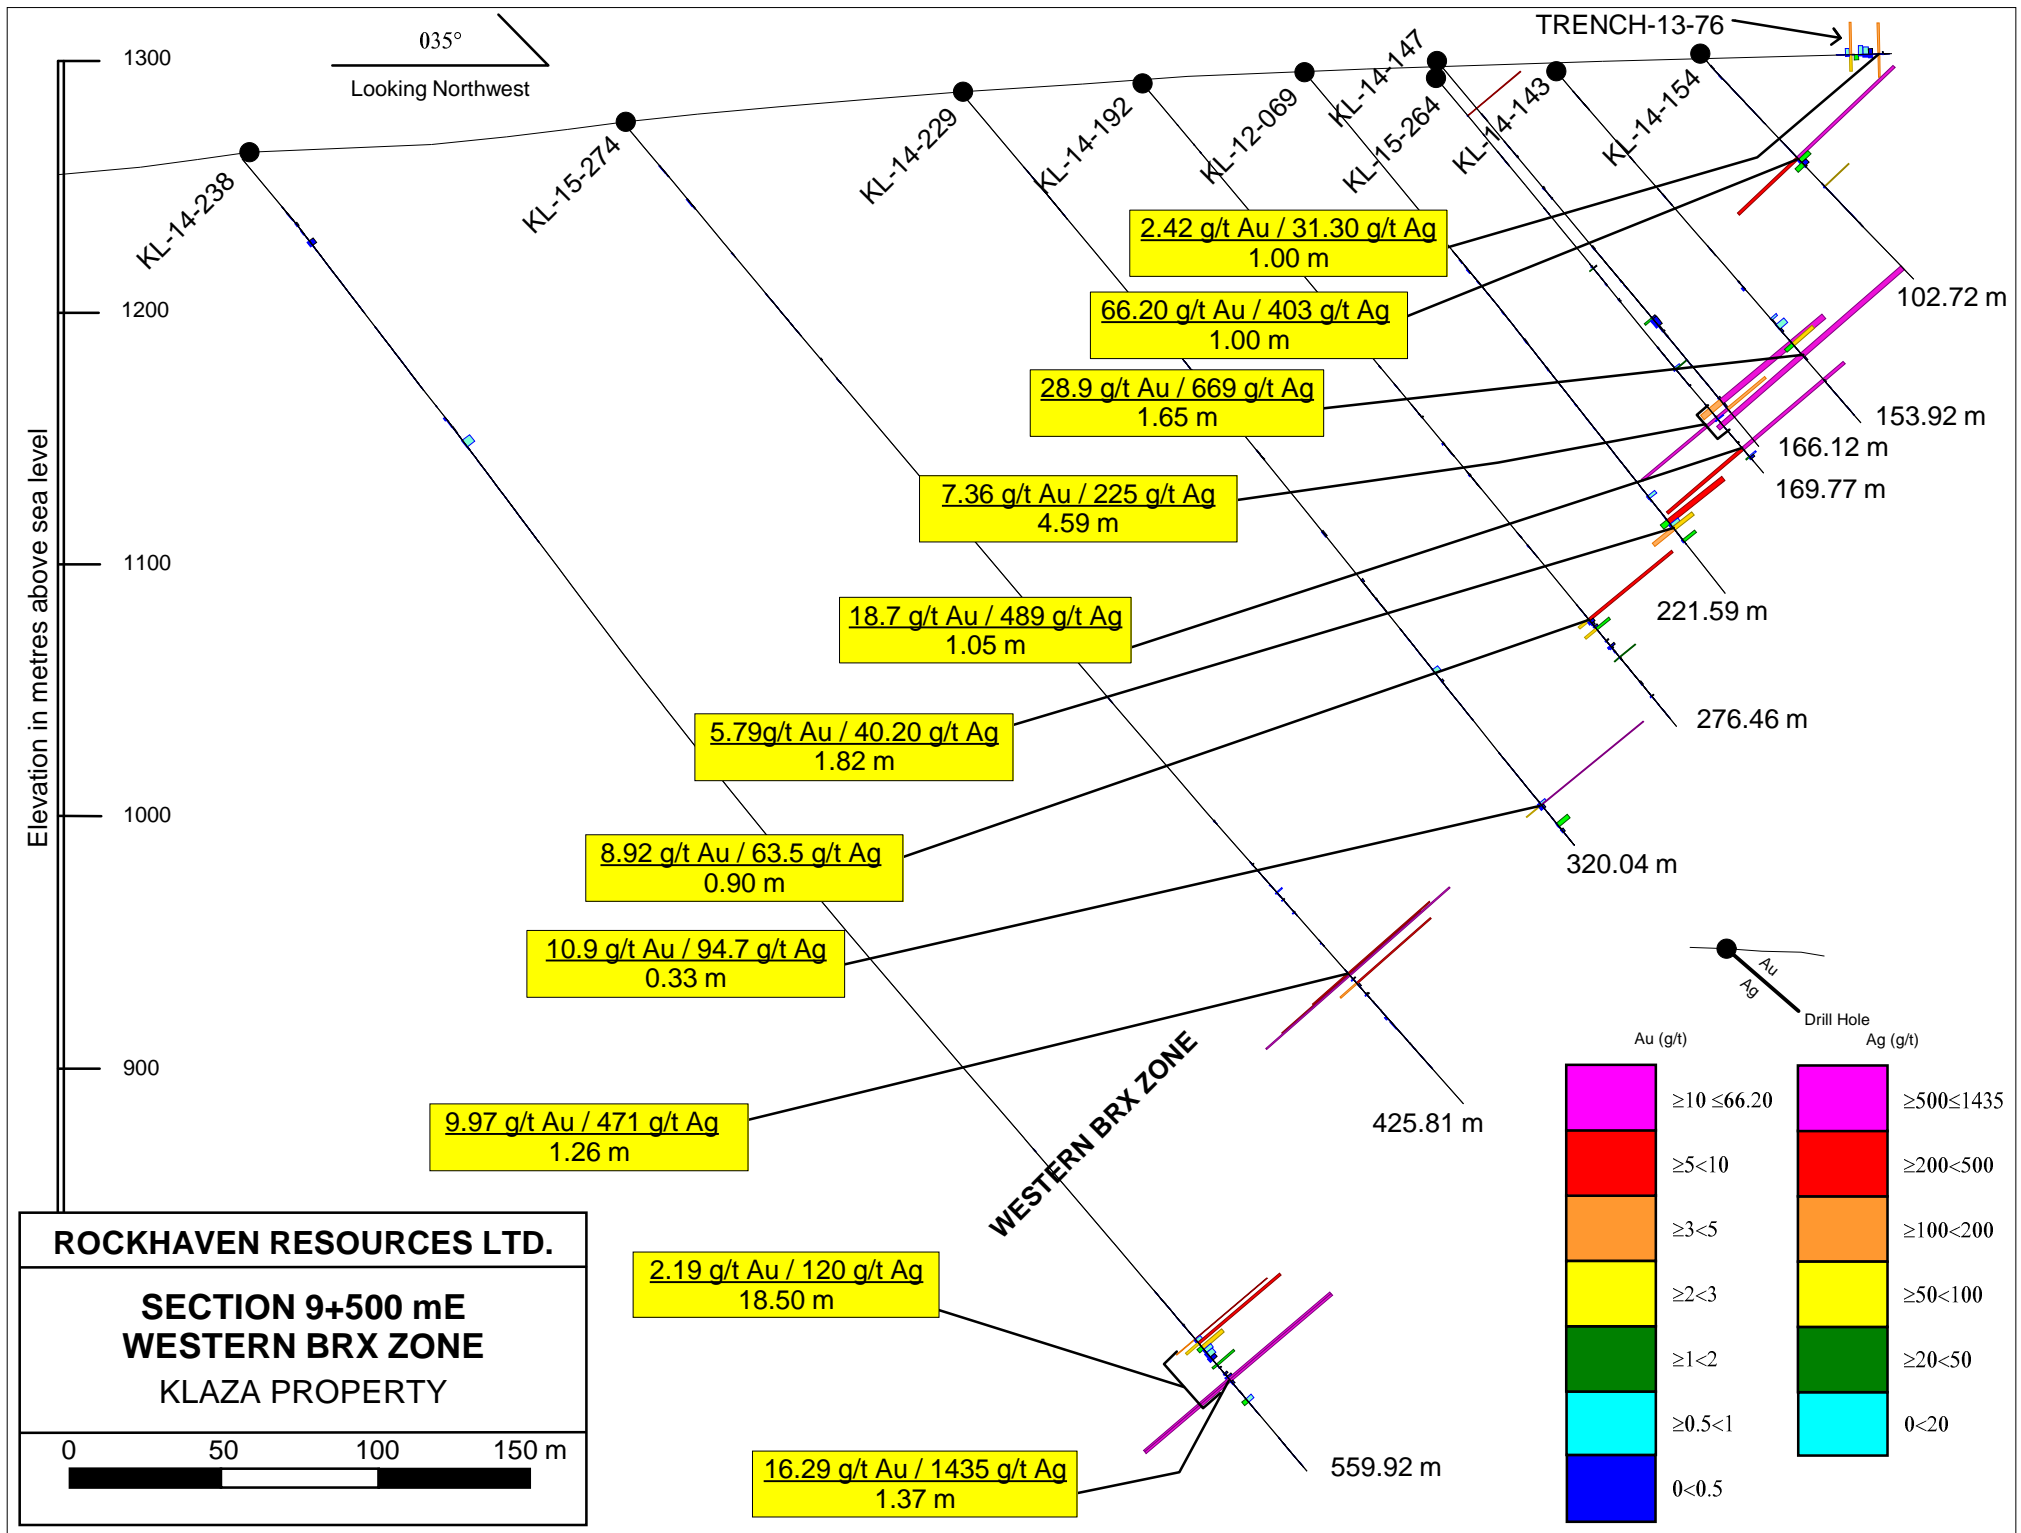 TRENCH-13-76
035°
Looking Northwest
1300
1200
1100
1000
900
Elevation in metres above sea level
KL-14-238
KL-15-274
KL-14-229
KL-14-192
KL-12-069
KL-14-147
KL-15-264
KL-14-143
KL-14-154
2.42 g/t Au / 31.30 g/t Ag
1.00 m
66.20 g/t Au / 403 g/t Ag
1.00 m
28.9 g/t Au / 669 g/t Ag
1.65 m
7.36 g/t Au / 225 g/t Ag
4.59 m
18.7 g/t Au / 489 g/t Ag
1.05 m
5.79g/t Au / 40.20 g/t Ag
1.82 m
8.92 g/t Au / 63.5 g/t Ag
0.90 m
10.9 g/t Au / 94.7 g/t Ag
0.33 m
9.97 g/t Au / 471 g/t Ag
1.26 m
2.19 g/t Au / 120 g/t Ag
18.50 m
16.29 g/t Au / 1435 g/t Ag
1.37 m
102.72 m
153.92 m
166.12 m
169.77 m
221.59 m
276.46 m
320.04 m
425.81 m
559.92 m
WESTERN BRX ZONE
Au
Ag
Drill Hole
Au (g/t)
≥10 ≤66.20
≥5<10
≥3<5
≥2<3
≥1<2
≥0.5<1
0<0.5
Ag (g/t)
≥500≤1435
≥200<500
≥100<200
≥50<100
≥20<50
0<20
ROCKHAVEN RESOURCES LTD.
SECTION 9+500 mE
WESTERN BRX ZONE
KLAZA PROPERTY
0 50 100 150 m